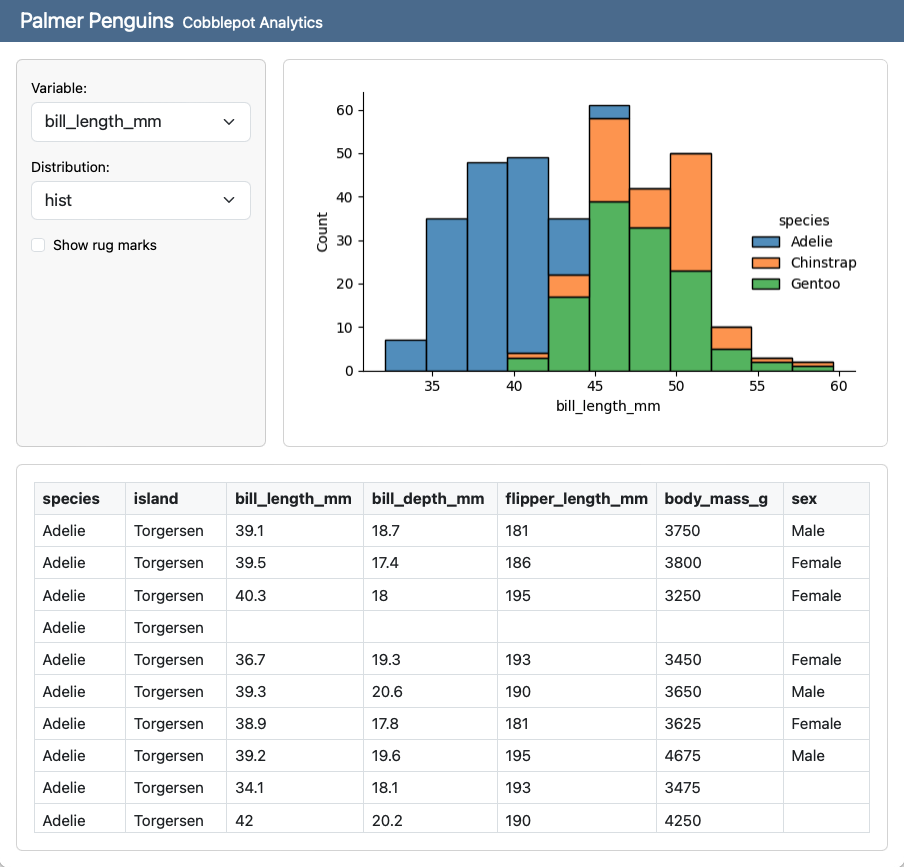 Palmer Penguins Cobblepot Analytics
Variable:
bill_length_mm
Distribution:
hist
Show rug marks
60
50
40
30
20
10
0
Count
35 40 45 50 55 60
bill_length_mm
species
Adelie
Chinstrap
Gentoo
species island bill_length_mm bill_depth_mm flipper_length_mm body_mass_g sex
Adelie Torgersen 39.1 18.7 181 3750 Male
Adelie Torgersen 39.5 17.4 186 3800 Female
Adelie Torgersen 40.3 18 195 3250 Female
Adelie Torgersen
Adelie Torgersen 36.7 19.3 193 3450 Female
Adelie Torgersen 39.3 20.6 190 3650 Male
Adelie Torgersen 38.9 17.8 181 3625 Female
Adelie Torgersen 39.2 19.6 195 4675 Male
Adelie Torgersen 34.1 18.1 193 3475
Adelie Torgersen 42 20.2 190 4250